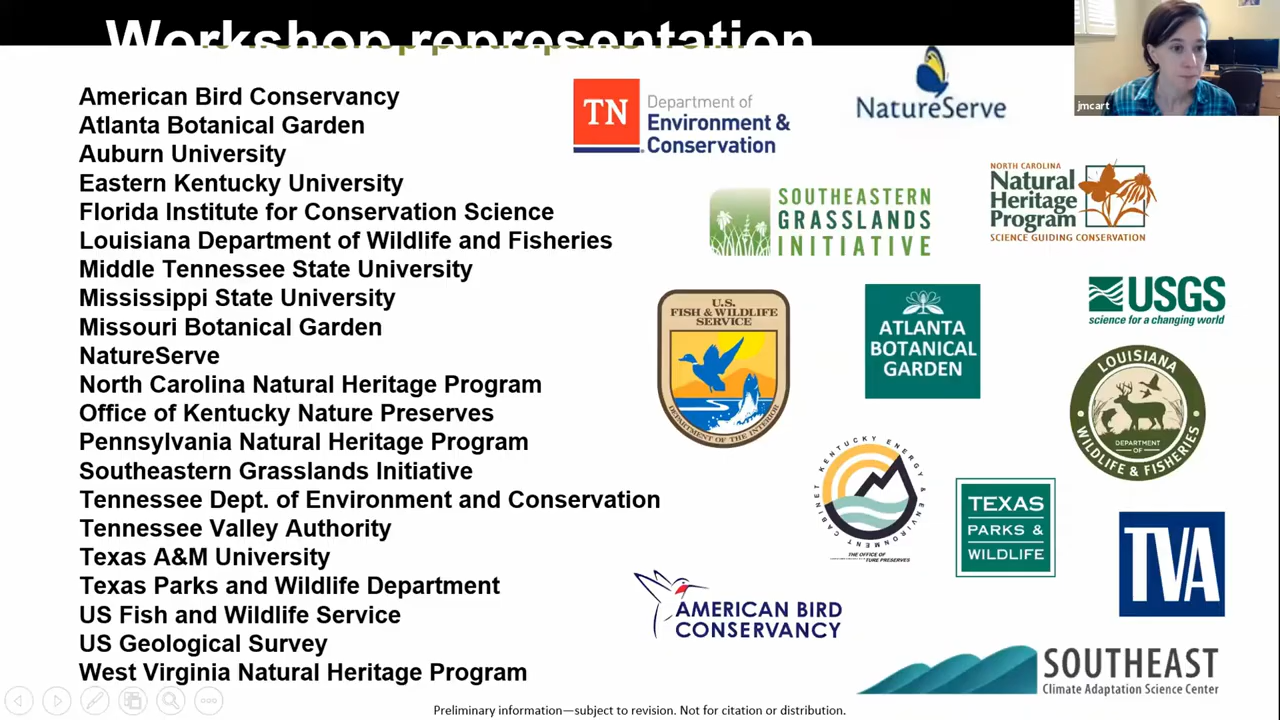 Workshop representation
jmcart
American Bird Conservancy
Atlanta Botanical Garden
Auburn University
Eastern Kentucky University
Florida Institute for Conservation Science
Louisiana Department of Wildlife and Fisheries
Middle Tennessee State University
Mississippi State University
Missouri Botanical Garden
NatureServe
North Carolina Natural Heritage Program
Office of Kentucky Nature Preserves
Pennsylvania Natural Heritage Program
Southeastern Grasslands Initiative
Tennessee Dept. of Environment and Conservation
Tennessee Valley Authority
Texas A&M University
Texas Parks and Wildlife Department
US Fish and Wildlife Service
US Geological Survey
West Virginia Natural Heritage Program
TN
Department of
Environment &
Conservation
NatureServe
SOUTHEASTERN
GRASSLANDS
INITIATIVE
NORTH CAROLINA
Natural
Heritage
Program
SCIENCE GUIDING CONSERVATION
U.S.
FISH & WILDLIFE
SERVICE
DEPARTMENT OF THE INTERIOR
ATLANTA
BOTANICAL
GARDEN
USGS
science for a changing world
LOUISIANA
DEPARTMENT
OF
WILDLIFE & FISHERIES
KENTUCKY ENERGY & ENVIRONMENT CABINET
THE OFFICE OF
TURE PRESERVES
TEXAS
PARKS &
WILDLIFE
TVA
AMERICAN BIRD
CONSERVANCY
SOUTHEAST
Climate Adaptation Science Center
Preliminary information—subject to revision. Not for citation or distribution.